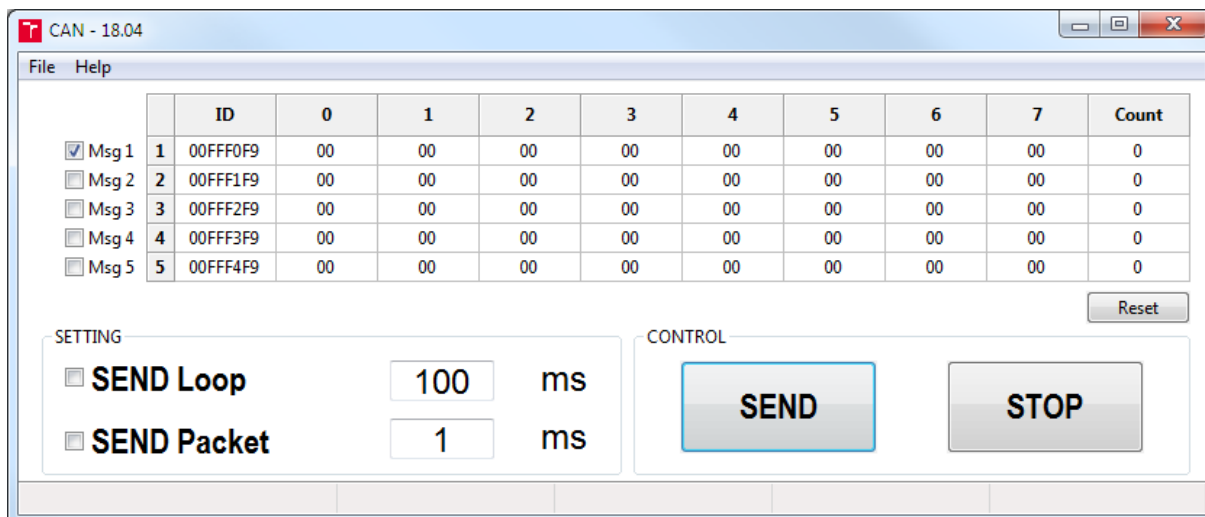 CAN - 18.04
File Help
ID 0 1 2 3 4 5 6 7 Count
Msg 1 1 00FFF0F9 00 00 00 00 00 00 00 00 0
Msg 2 2 00FFF1F9 00 00 00 00 00 00 00 00 0
Msg 3 3 00FFF2F9 00 00 00 00 00 00 00 00 0
Msg 4 4 00FFF3F9 00 00 00 00 00 00 00 00 0
Msg 5 5 00FFF4F9 00 00 00 00 00 00 00 00 0
Reset
SETTING
SEND Loop 100 ms
SEND Packet 1 ms
CONTROL
SEND STOP